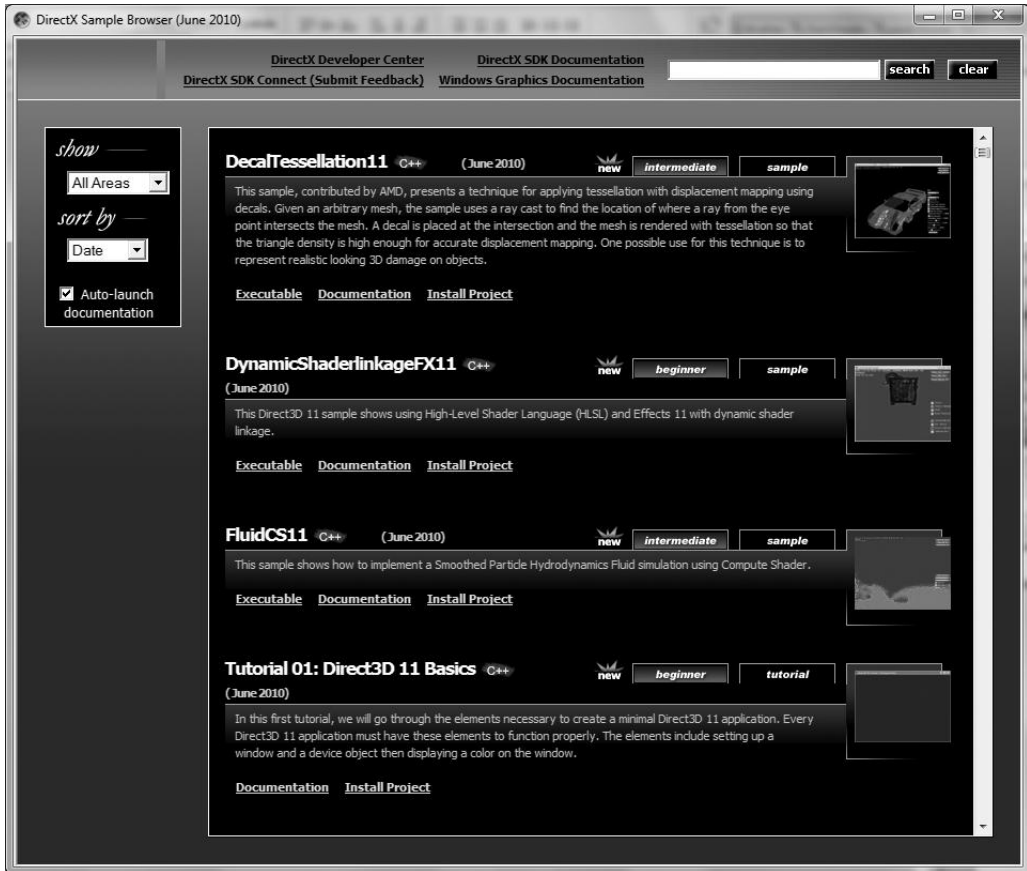 DirectX Sample Browser (June 2010)
DirectX Developer Center
DirectX SDK Documentation
DirectX SDK Connect (Submit Feedback)
Windows Graphics Documentation
search
clear
show
All Areas
sort by
Date
Auto-launch
documentation
DecalTessellation11 C++ (June 2010) new intermediate sample
This sample, contributed by AMD, presents a technique for applying tessellation with displacement mapping using
decals. Given an arbitrary mesh, the sample uses a ray cast to find the location of where a ray from the eye
point intersects the mesh. A decal is placed at the intersection and the mesh is rendered with tessellation so that
the triangle density is high enough for accurate displacement mapping. One possible use for this technique is to
represent realistic looking 3D damage on objects.
Executable Documentation Install Project
DynamicShaderlinkageFX11 C++ new beginner sample
(June 2010)
This Direct3D 11 sample shows using High-Level Shader Language (HLSL) and Effects 11 with dynamic shader
linkage.
Executable Documentation Install Project
FluidCS11 C++ (June 2010) new intermediate sample
This sample shows how to implement a Smoothed Particle Hydrodynamics Fluid simulation using Compute Shader.
Executable Documentation Install Project
Tutorial 01: Direct3D 11 Basics C++ new beginner tutorial
(June 2010)
In this first tutorial, we will go through the elements necessary to create a minimal Direct3D 11 application. Every
Direct3D 11 application must have these elements to function properly. The elements include setting up a
window and a device object then displaying a color on the window.
Documentation Install Project